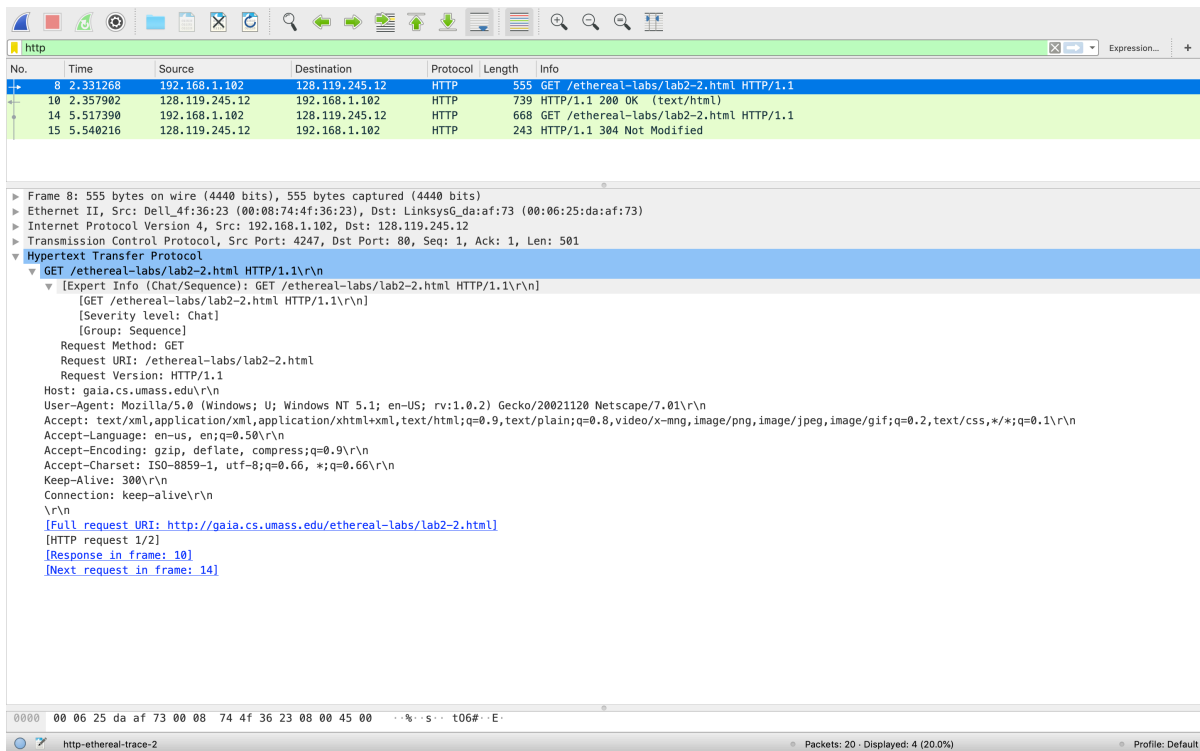 http
Expression...
+
No. Time Source Destination Protocol Length Info
8 2.331268 192.168.1.102 128.119.245.12 HTTP 555 GET /ethereal-labs/lab2-2.html HTTP/1.1
10 2.357902 128.119.245.12 192.168.1.102 HTTP 739 HTTP/1.1 200 OK (text/html)
14 5.517390 192.168.1.102 128.119.245.12 HTTP 668 GET /ethereal-labs/lab2-2.html HTTP/1.1
15 5.540216 128.119.245.12 192.168.1.102 HTTP 243 HTTP/1.1 304 Not Modified
Frame 8: 555 bytes on wire (4440 bits), 555 bytes captured (4440 bits)
Ethernet II, Src: Dell_4f:36:23 (00:08:74:4f:36:23), Dst: LinksysG_da:af:73 (00:06:25:da:af:73)
Internet Protocol Version 4, Src: 192.168.1.102, Dst: 128.119.245.12
Transmission Control Protocol, Src Port: 4247, Dst Port: 80, Seq: 1, Ack: 1, Len: 501
Hypertext Transfer Protocol
GET /ethereal-labs/lab2-2.html HTTP/1.1\r\n
[Expert Info (Chat/Sequence): GET /ethereal-labs/lab2-2.html HTTP/1.1\r\n]
[GET /ethereal-labs/lab2-2.html HTTP/1.1\r\n]
[Severity level: Chat]
[Group: Sequence]
Request Method: GET
Request URI: /ethereal-labs/lab2-2.html
Request Version: HTTP/1.1
Host: gaia.cs.umass.edu\r\n
User-Agent: Mozilla/5.0 (Windows; U; Windows NT 5.1; en-US; rv:1.0.2) Gecko/20021120 Netscape/7.01\r\n
Accept: text/xml,application/xml,application/xhtml+xml,text/html;q=0.9,text/plain;q=0.8,video/x-mng,image/png,image/jpeg,image/gif;q=0.2,text/css,*/*;q=0.1\r\n
Accept-Language: en-us, en;q=0.50\r\n
Accept-Encoding: gzip, deflate, compress;q=0.9\r\n
Accept-Charset: ISO-8859-1, utf-8;q=0.66, *;q=0.66\r\n
Keep-Alive: 300\r\n
Connection: keep-alive\r\n
\r\n
[Full request URI: http://gaia.cs.umass.edu/ethereal-labs/lab2-2.html]
[HTTP request 1/2]
[Response in frame: 10]
[Next request in frame: 14]
0000 00 06 25 da af 73 00 08 74 4f 36 23 08 00 45 00 ··%··s·· tO6#··E·
http-ethereal-trace-2
Packets: 20 · Displayed: 4 (20.0%)
Profile: Default